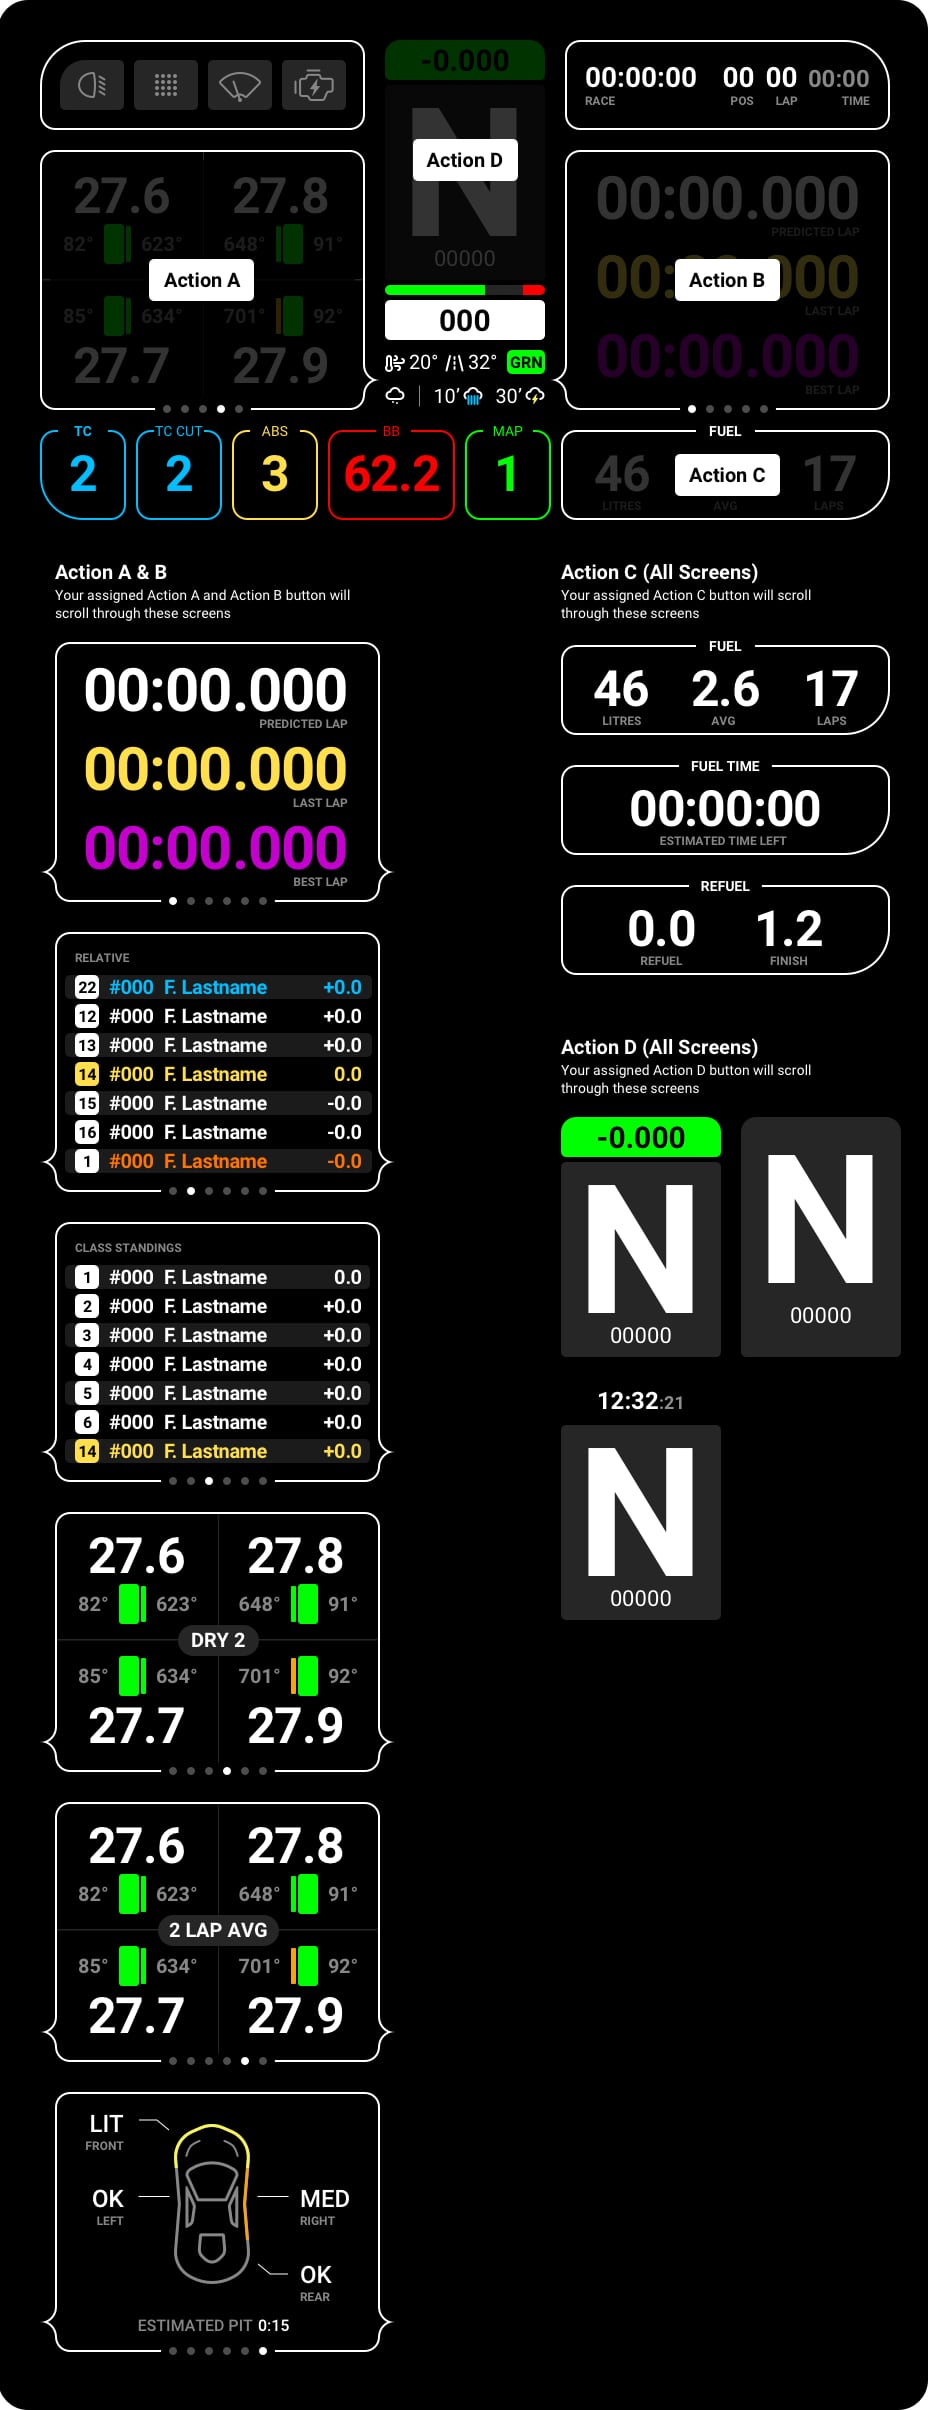 -0.000
N
Action D
00000
000
20° 32° GRN
10' 30'
00:00:00 00 00 00:00
RACE POS LAP TIME
27.6 27.8
82° 623° 648° 91°
Action A
85° 634° 701° 92°
27.7 27.9
00:00.000
PREDICTED LAP
00:00.000
Action B
LAST LAP
00:00.000
BEST LAP
TC TC CUT ABS BB MAP FUEL
2 2 3 62.2 1 46 Action C 17
LITRES AVG LAPS
Action A & B
Your assigned Action A and Action B button will
scroll through these screens
00:00.000
PREDICTED LAP
00:00.000
LAST LAP
00:00.000
BEST LAP
RELATIVE
22 #000 F. Lastname +0.0
12 #000 F. Lastname +0.0
13 #000 F. Lastname +0.0
14 #000 F. Lastname 0.0
15 #000 F. Lastname -0.0
16 #000 F. Lastname -0.0
1 #000 F. Lastname -0.0
CLASS STANDINGS
1 #000 F. Lastname 0.0
2 #000 F. Lastname +0.0
3 #000 F. Lastname +0.0
4 #000 F. Lastname +0.0
5 #000 F. Lastname +0.0
6 #000 F. Lastname +0.0
14 #000 F. Lastname +0.0
27.6 27.8
82° 623° 648° 91°
DRY 2
85° 634° 701° 92°
27.7 27.9
27.6 27.8
82° 623° 648° 91°
2 LAP AVG
85° 634° 701° 92°
27.7 27.9
LIT
FRONT
OK MED
LEFT RIGHT
OK
REAR
ESTIMATED PIT 0:15
Action C (All Screens)
Your assigned Action C button will scroll
through these screens
FUEL
46 2.6 17
LITRES AVG LAPS
FUEL TIME
00:00:00
ESTIMATED TIME LEFT
REFUEL
0.0 1.2
REFUEL FINISH
Action D (All Screens)
Your assigned Action D button will scroll
through these screens
-0.000
N
00000
N
00000
12:32:21
N
00000